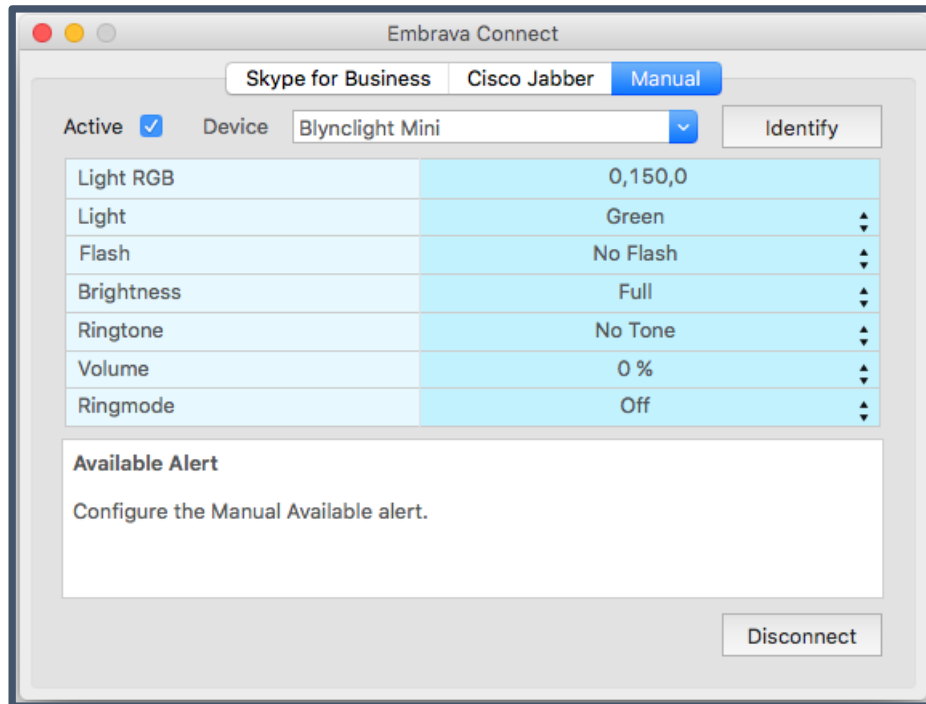 Embrava Connect
Skype for Business Cisco Jabber Manual
Active Device Blynclight Mini Identify
Light RGB 0,150,0
Light Green
Flash No Flash
Brightness Full
Ringtone No Tone
Volume 0 %
Ringmode Off
Available Alert
Configure the Manual Available alert.
Disconnect